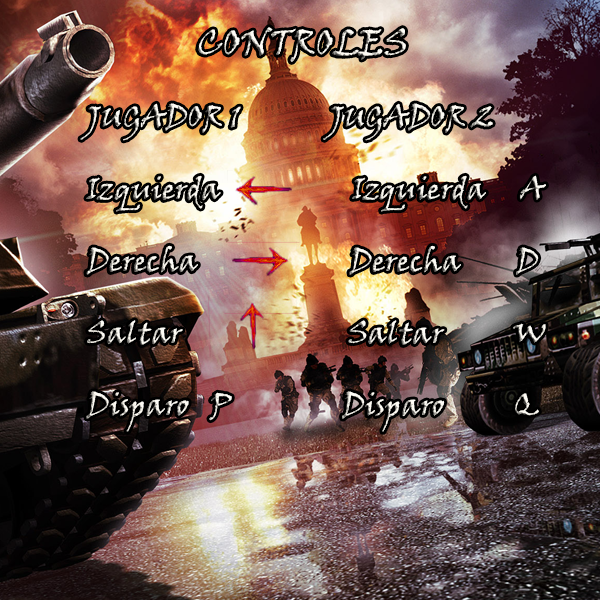 CONTROLES
JUGADOR 1 JUGADOR 2
Izquierda ← Izquierda A
Derecha → Derecha D
Saltar ↑ Saltar W
Disparo P Disparo Q